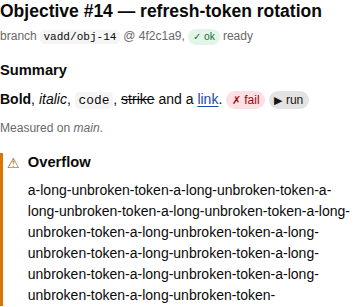 Objective #14 — refresh-token rotation
branch vadd/obj-14 @ 4f2c1a9, ✓ ok ready
Summary
Bold, italic, code , strike and a link. ✗ fail ▶ run
Measured on main.
⚠ Overflow
a-long-unbroken-token-a-long-unbroken-token-a-
long-unbroken-token-a-long-unbroken-token-a-long-
unbroken-token-a-long-unbroken-token-a-long-
unbroken-token-a-long-unbroken-token-a-long-
unbroken-token-a-long-unbroken-token-a-long-
unbroken-token-a-long-unbroken-token-